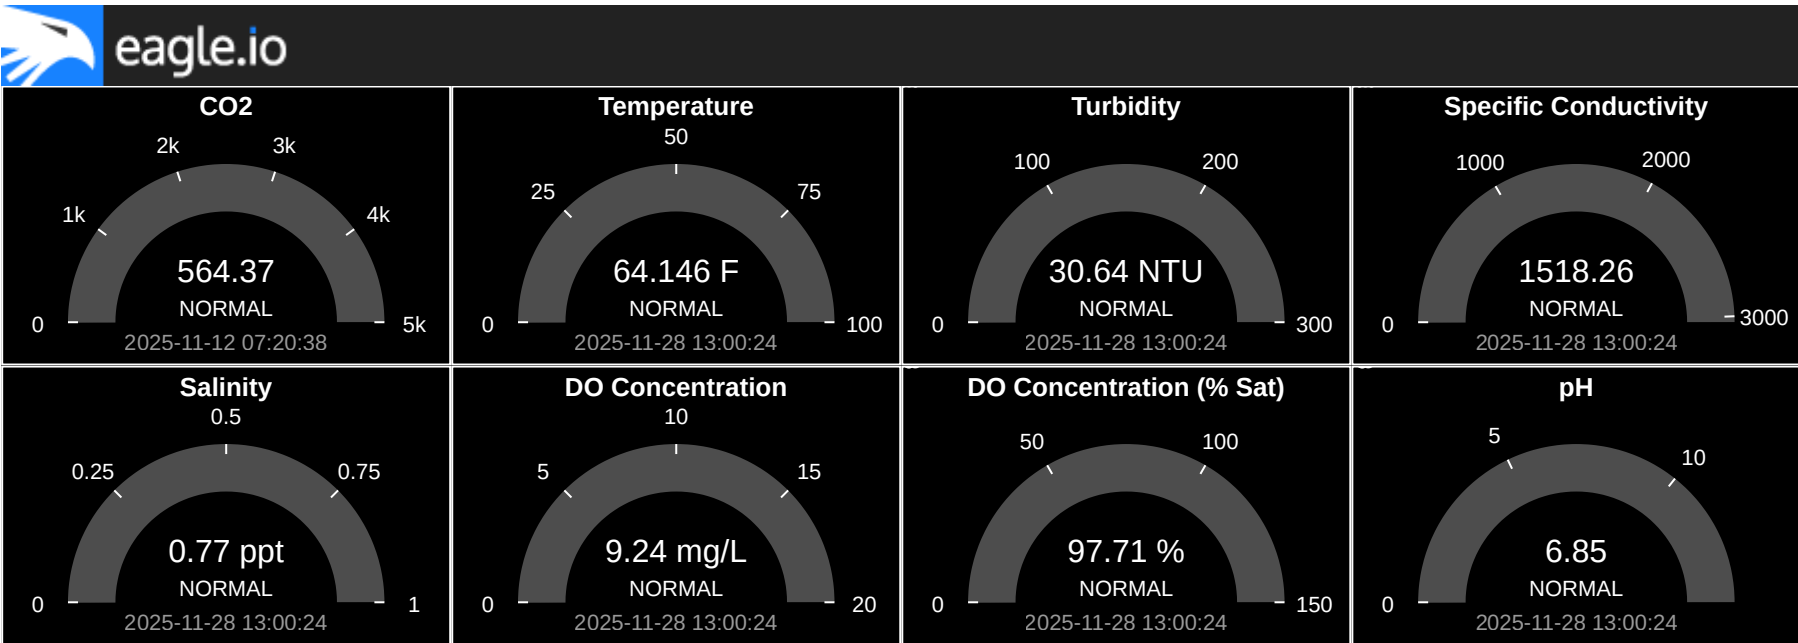 eagle.io
CO2
2k
3k
1k
4k
564.37
NORMAL
0
5k
2025-11-12 07:20:38
Temperature
50
25
75
64.146 F
NORMAL
0
100
2025-11-28 13:00:24
Turbidity
100
200
30.64 NTU
NORMAL
0
300
2025-11-28 13:00:24
Specific Conductivity
1000
2000
1518.26
NORMAL
0
3000
2025-11-28 13:00:24
Salinity
0.5
0.25
0.75
0.77 ppt
NORMAL
0
1
2025-11-28 13:00:24
DO Concentration
10
5
15
9.24 mg/L
NORMAL
0
20
2025-11-28 13:00:24
DO Concentration (% Sat)
50
100
97.71 %
NORMAL
0
150
2025-11-28 13:00:24
pH
5
10
6.85
NORMAL
0
2025-11-28 13:00:24